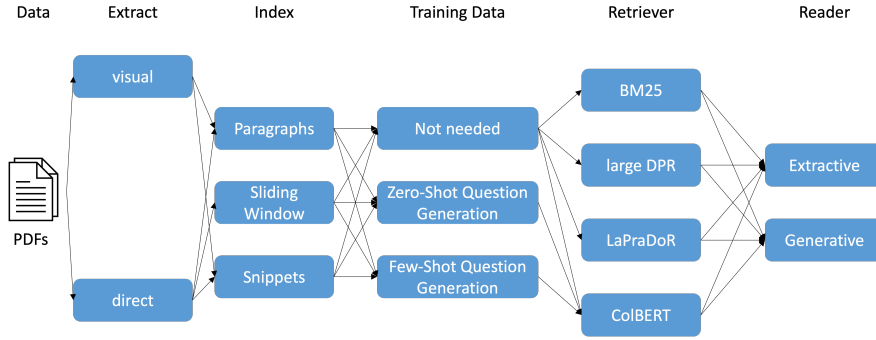 Data
Extract
Index
Training Data
Retriever
Reader
PDFs
visual
direct
Paragraphs
Sliding
Window
Snippets
Not needed
Zero-Shot Question
Generation
Few-Shot Question
Generation
BM25
large DPR
LaPraDoR
ColBERT
Extractive
Generative